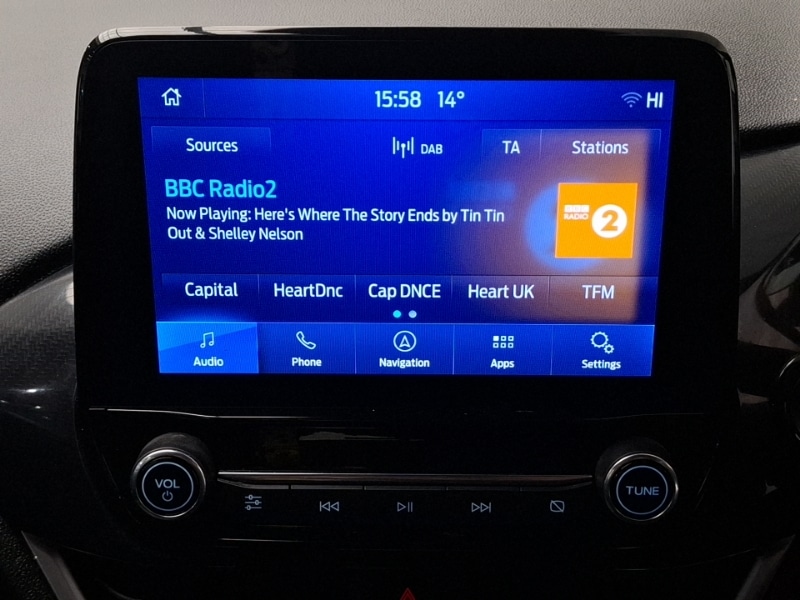 15:58 14° HI
Sources DAB TA Stations
BBC Radio2
Now Playing: Here's Where The Story Ends by Tin Tin
Out & Shelley Nelson
BBC
RADIO 2
Capital HeartDnc Cap DNCE Heart UK TFM
Audio Phone Navigation Apps Settings
VOL TUNE